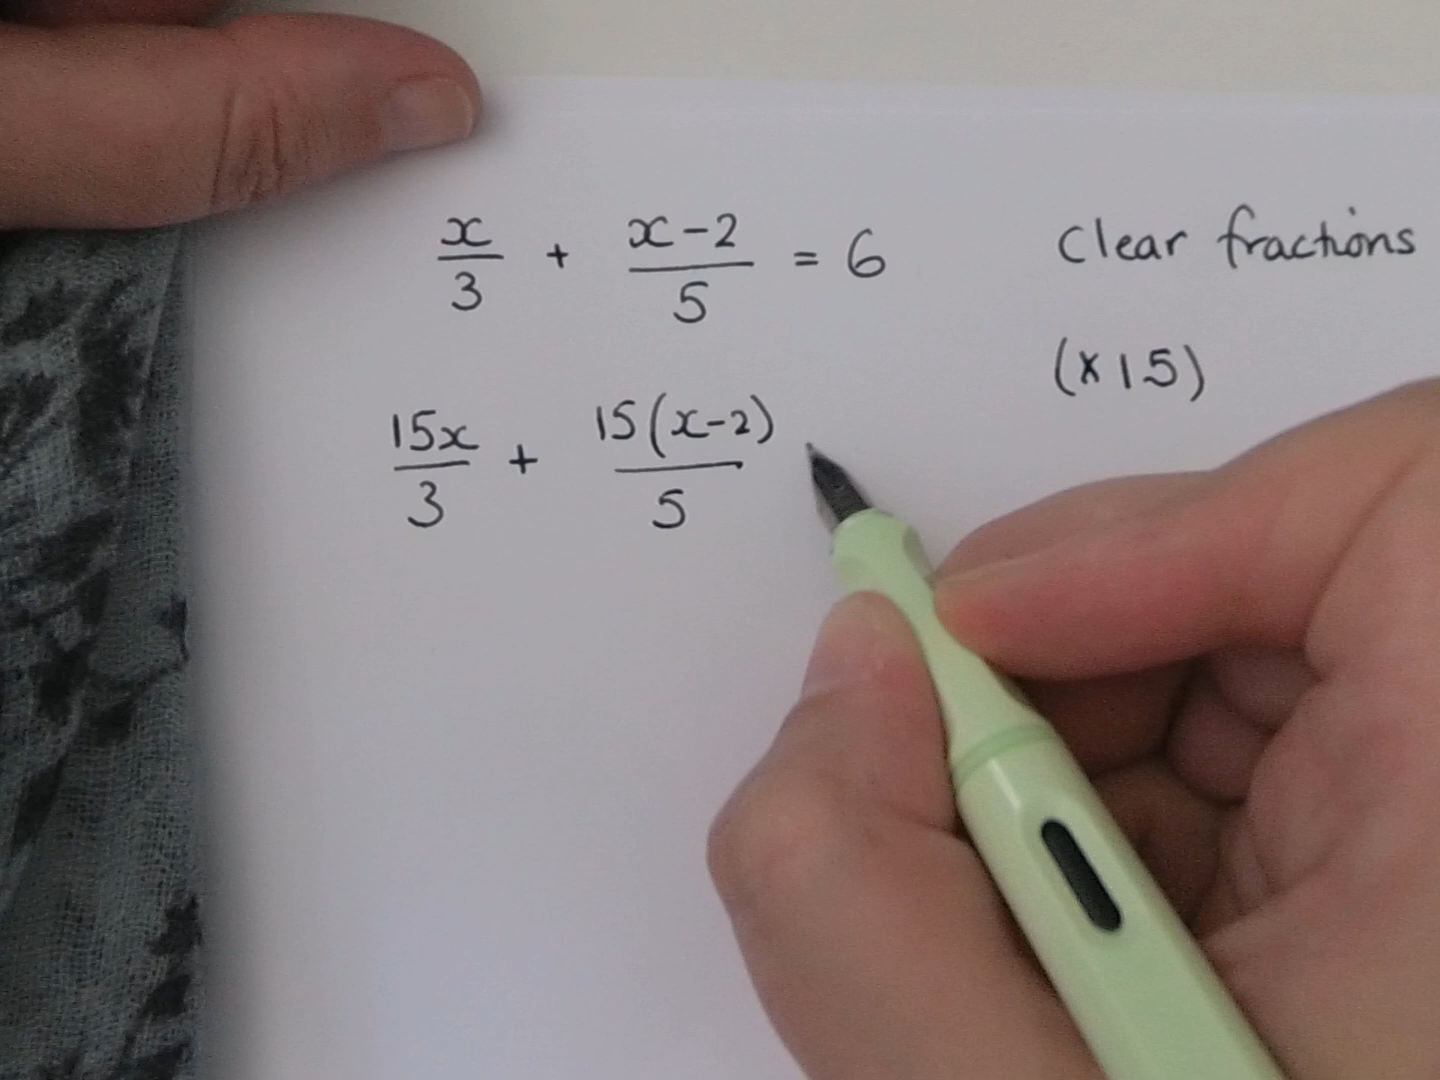 x/3 + (x-2)/5 = 6 Clear fractions
(×15)
15x/3 + 15(x-2)/5